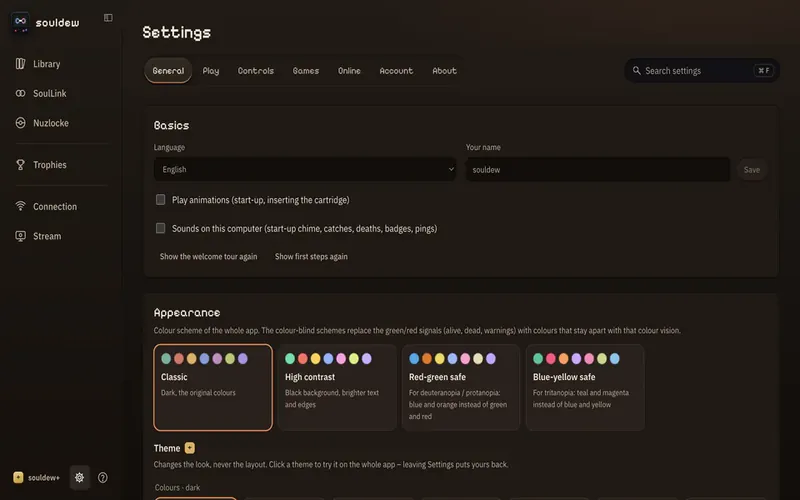 souldew
Settings
Library
SoulLink
Nuzlocke
Trophies
Connection
Stream
souldew+
General Play Controls Games Online Account About
Search settings ⌘ F
Basics
Language
English
Your name
souldew
Save
Play animations (start-up, inserting the cartridge)
Sounds on this computer (start-up chime, catches, deaths, badges, pings)
Show the welcome tour again Show first steps again
Appearance
Colour scheme of the whole app. The colour-blind schemes replace the green/red signals (alive, dead, warnings) with colours that stay apart with that colour vision.
Classic
Dark, the original colours
High contrast
Black background, brighter text
and edges
Red-green safe
For deuteranopia / protanopia:
blue and orange instead of green
and red
Blue-yellow safe
For tritanopia: teal and magenta
instead of blue and yellow
Theme
Changes the look, never the layout. Click a theme to try it on the whole app – leaving Settings puts yours back.
Colours · dark